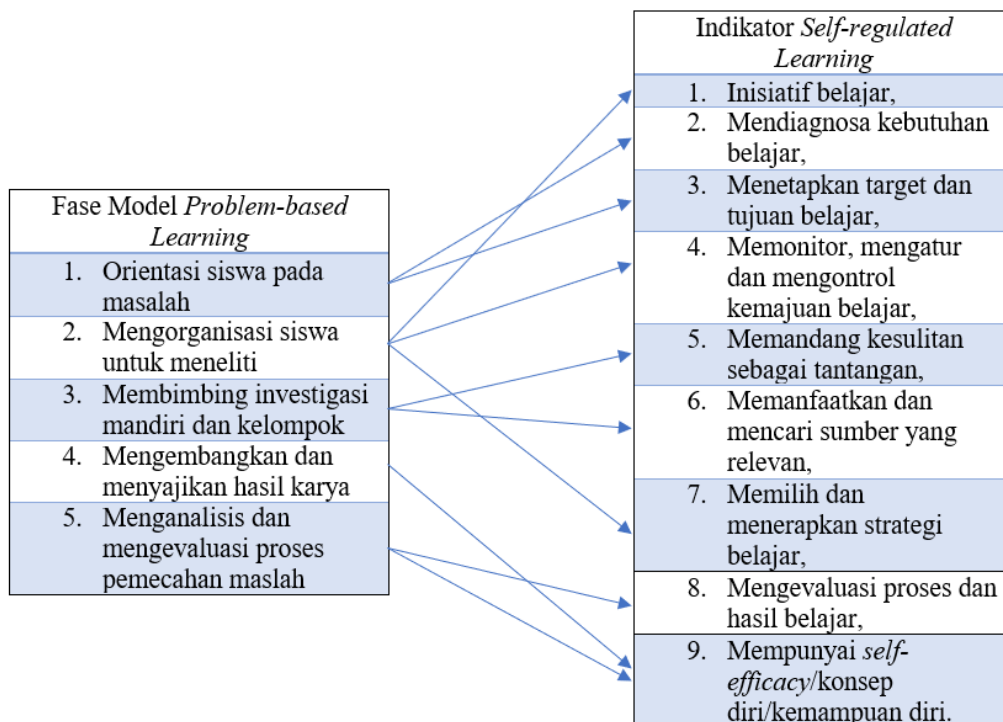 Fase Model Problem-based
Learning
1. Orientasi siswa pada
masalah
2. Mengorganisasi siswa
untuk meneliti
3. Membimbing investigasi
mandiri dan kelompok
4. Mengembangkan dan
menyajikan hasil karya
5. Menganalisis dan
mengevaluasi proses
pemecahan maslah
Indikator Self-regulated
Learning
1. Inisiatif belajar,
2. Mendiagnosa kebutuhan
belajar,
3. Menetapkan target dan
tujuan belajar,
4. Memonitor, mengatur
dan mengontrol
kemajuan belajar,
5. Memandang kesulitan
sebagai tantangan,
6. Memanfaatkan dan
mencari sumber yang
relevan,
7. Memilih dan
menerapkan strategi
belajar,
8. Mengevaluasi proses dan
hasil belajar,
9. Mempunyai self-
efficacy/konsep
diri/kemampuan diri.